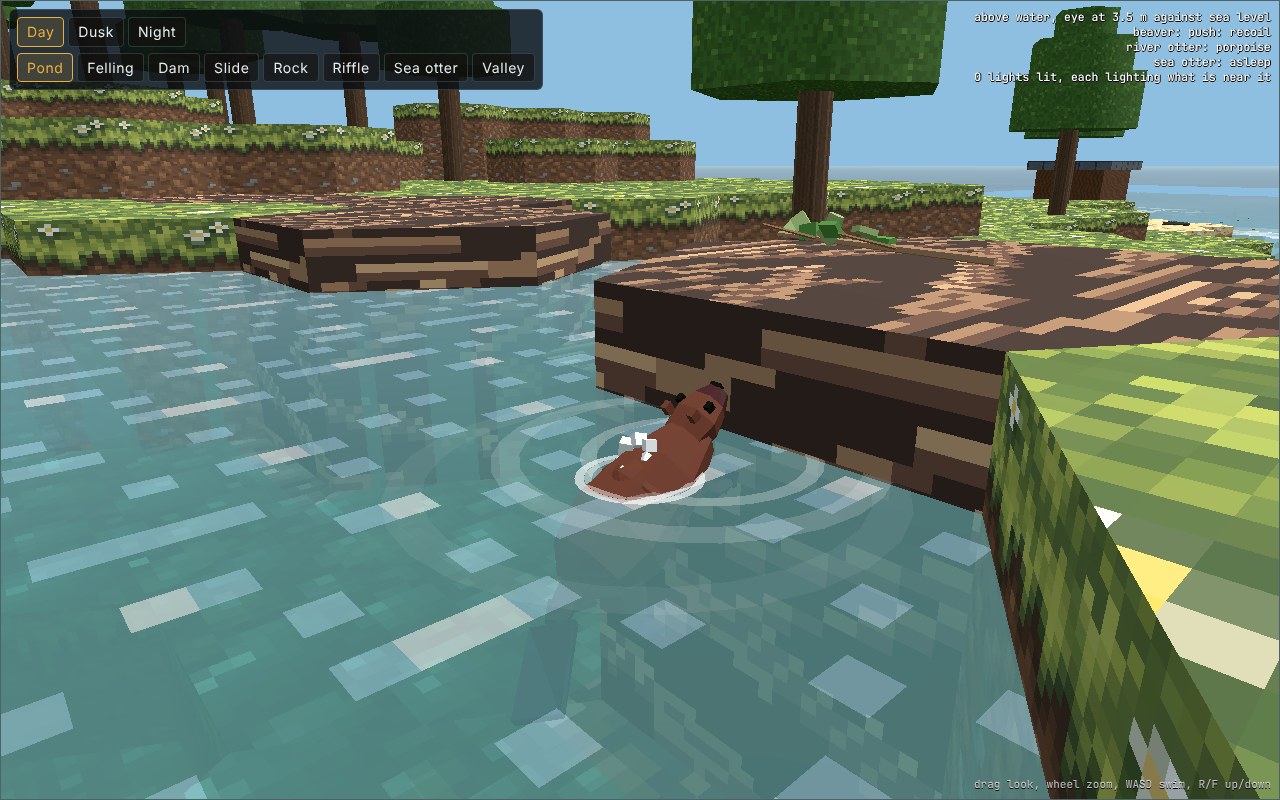 Day Dusk Night
Pond Felling Dam Slide Rock Riffle Sea otter Valley
above water, eye at 3.5 m against sea level
beaver: push: recoil
river otter: porpoise
sea otter: asleep
0 lights lit, each lighting what is near it
drag look, wheel zoom, WASD swim, R/F up/down